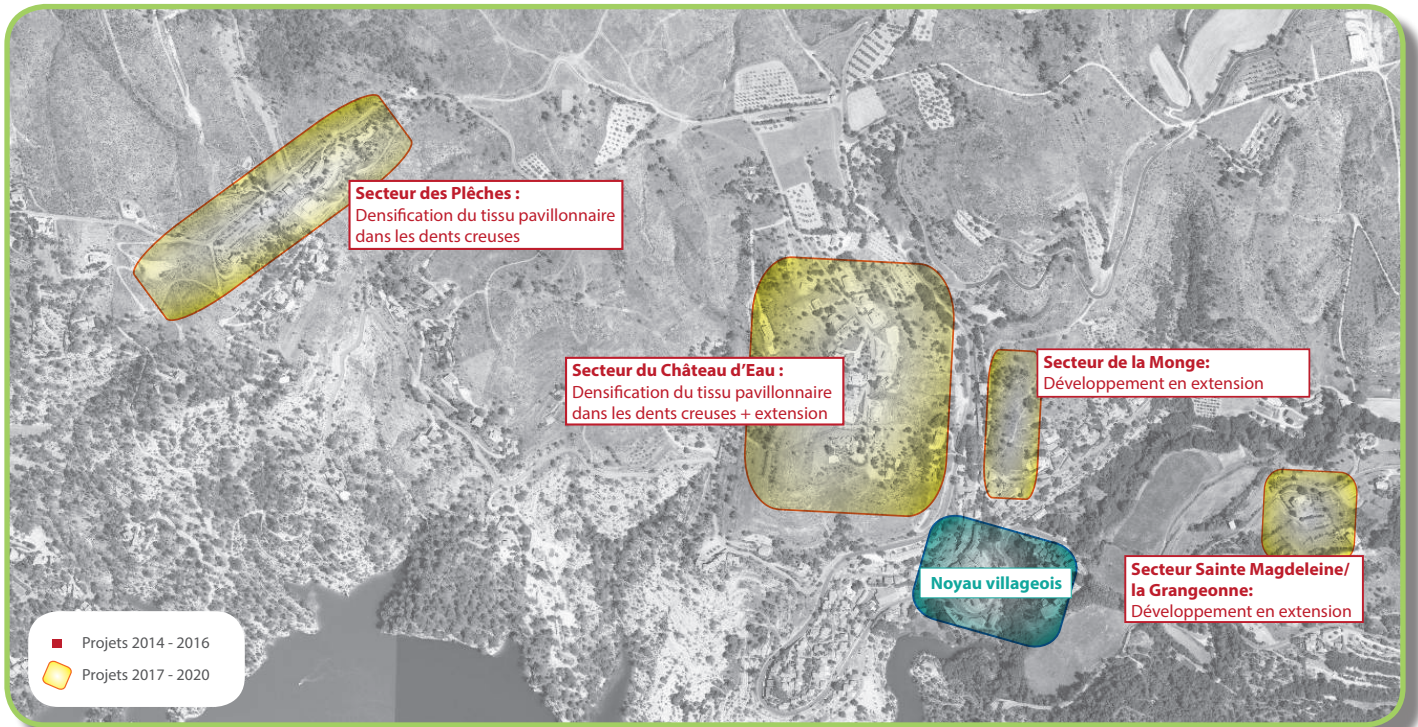 Secteur des Plêches :
Densification du tissu pavillonnaire
dans les dents creuses
Secteur du Château d'Eau :
Densification du tissu pavillonnaire
dans les dents creuses + extension
Secteur de la Monge:
Développement en extension
Noyau villageois
Secteur Sainte Magdeleine/
la Grangeonne:
Développement en extension
Projets 2014 - 2016
Projets 2017 - 2020